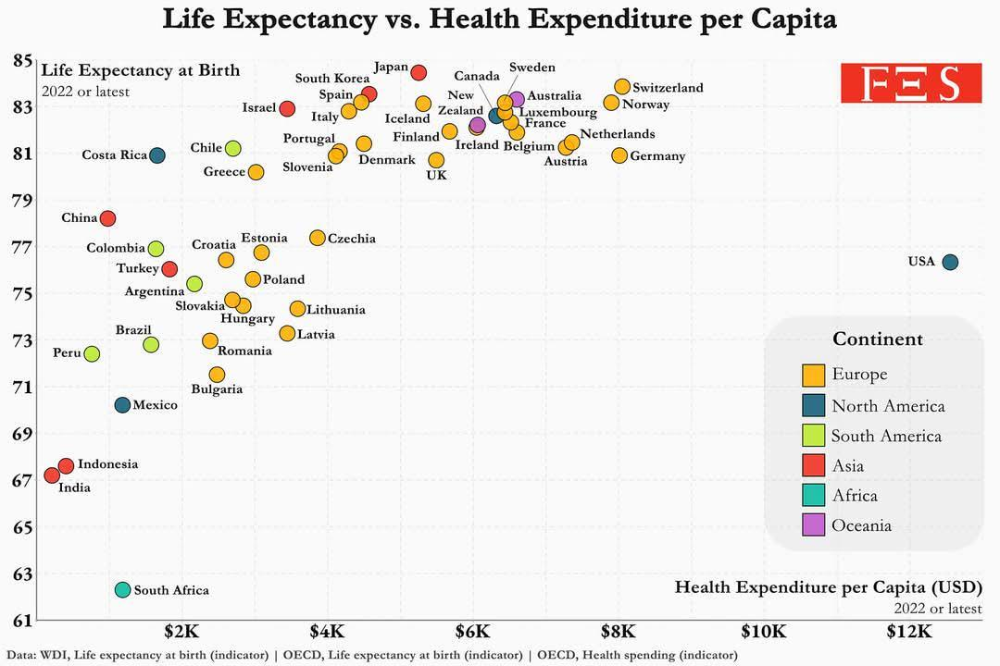 Life Expectancy vs. Health Expenditure per Capita
85
Life Expectancy at Birth
2022 or latest
FΞS
Japan
Sweden
Canada
South Korea
Switzerland
Spain
New
Zealand
Australia
83
Israel
Norway
Italy
Iceland
Luxembourg
France
Finland
Netherlands
Portugal
Ireland
Belgium
81
Costa Rica
Chile
Germany
Slovenia
Denmark
Austria
Greece
UK
79
China
77
Colombia
Croatia
Estonia
Czechia
Turkey
USA
Poland
Argentina
75
Slovakia
Hungary
Lithuania
Brazil
Latvia
73
Peru
Romania
71
Bulgaria
Mexico
69
Indonesia
67
India
65
63
South Africa
61
Continent
Europe
North America
South America
Asia
Africa
Oceania
Health Expenditure per Capita (USD)
2022 or latest
$2K
$4K
$6K
$8K
$10K
$12K
Data: WDI, Life expectancy at birth (indicator) | OECD, Life expectancy at birth (indicator) | OECD, Health spending (indicator)